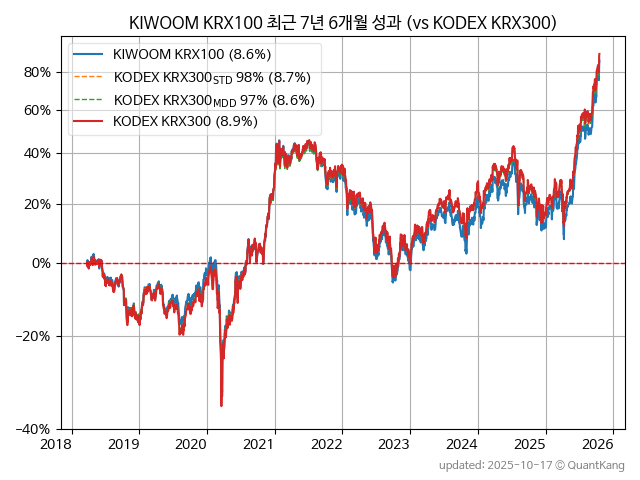 KIWOOM KRX100 최근 7년 6개월 성과 (vs KODEX KRX300)
KIWOOM KRX100 (8.6%)
KODEX KRX300STD 98% (8.7%)
KODEX KRX300MDD 97% (8.6%)
KODEX KRX300 (8.9%)
80%
60%
40%
20%
0%
−20%
−40%
2018 2019 2020 2021 2022 2023 2024 2025 2026
updated: 2025-10-17 © QuantKang